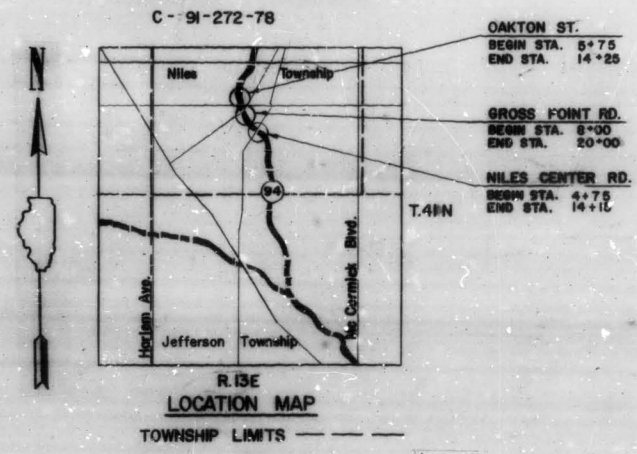 C - 91-272-78
OAKTON ST.
BEGIN STA. 5+75
END STA. 14+25
GROSS POINT RD.
BEGIN STA. 8+00
END STA. 20+00
NILES CENTER RD.
BEGIN STA. 4+75
END STA. 14+15
N
Niles Township
94
T.41N
Harlem Ave.
Mc Cormick Blvd.
Jefferson Township
R.13E
LOCATION MAP
TOWNSHIP LIMITS